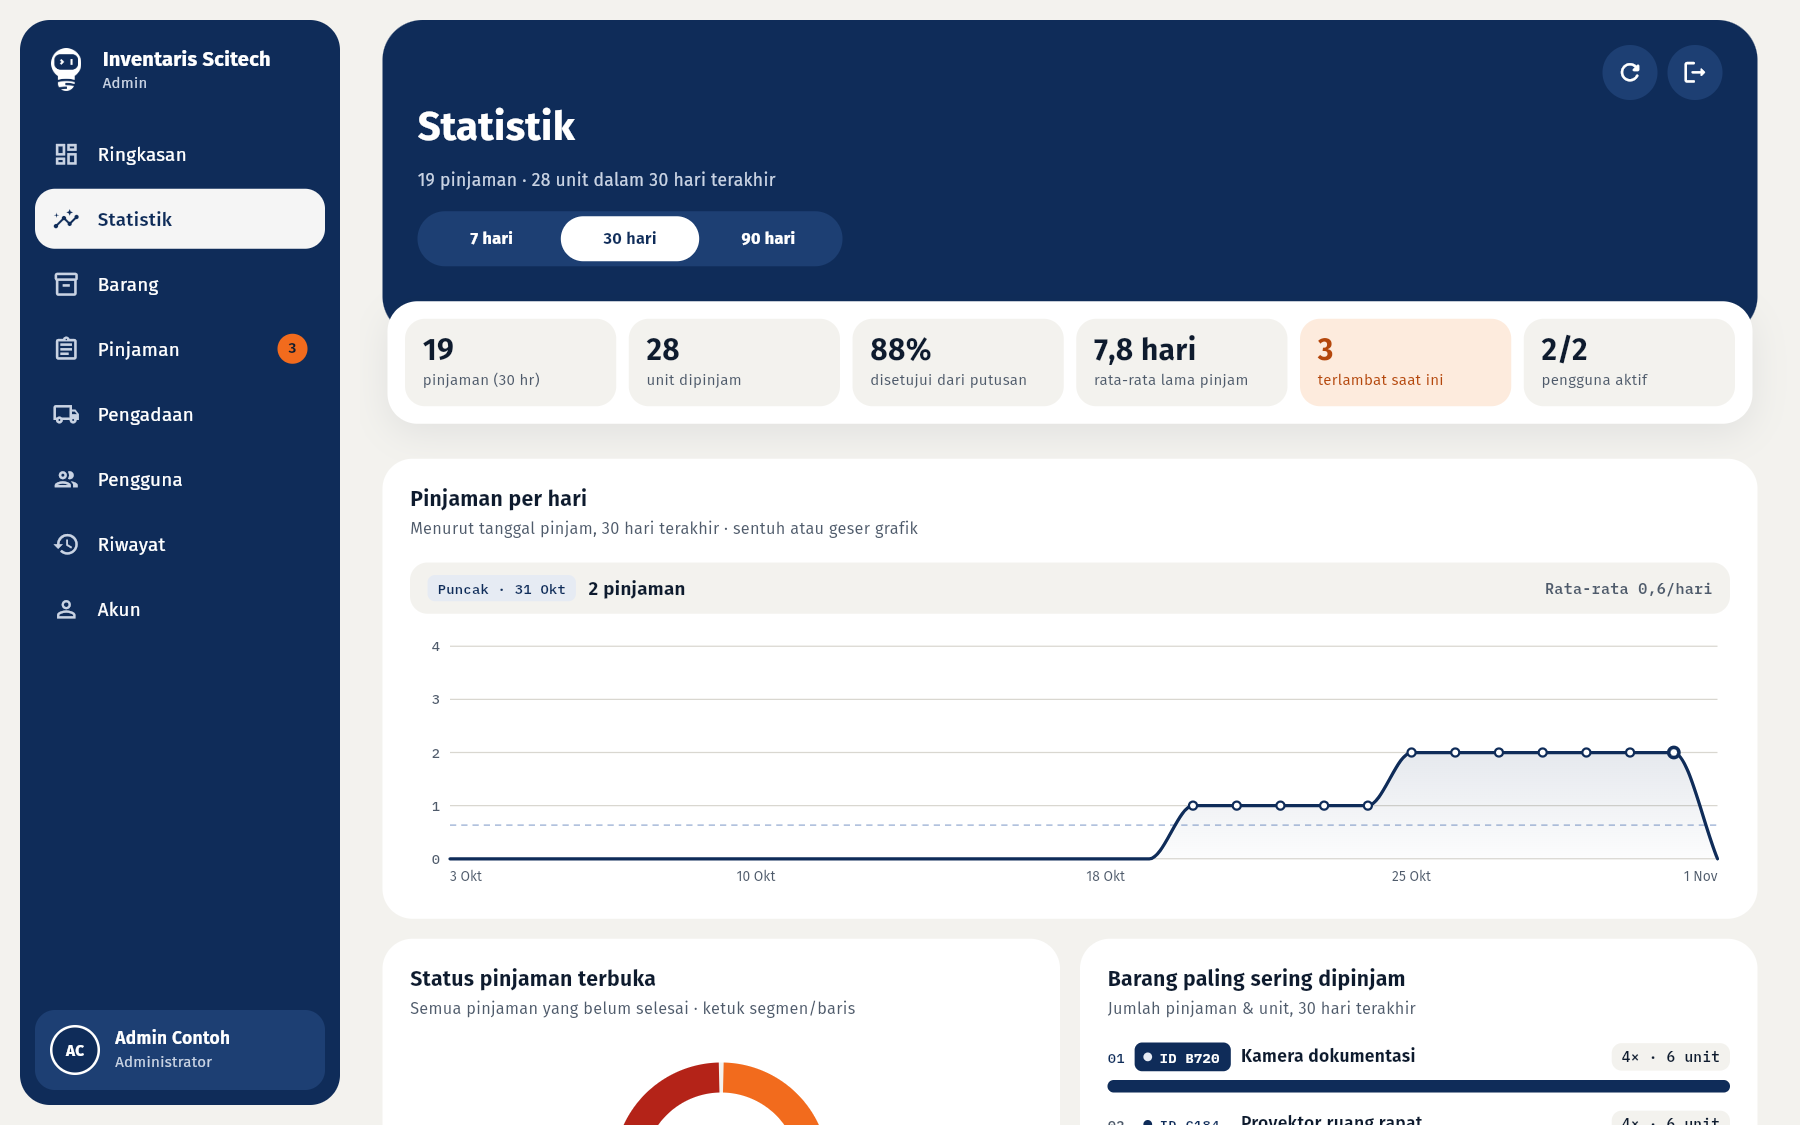 Inventaris Scitech
Admin
Ringkasan
Statistik
Barang
Pinjaman
3
Pengadaan
Pengguna
Riwayat
Akun
AC
Admin Contoh
Administrator
Statistik
19 pinjaman · 28 unit dalam 30 hari terakhir
7 hari
30 hari
90 hari
19
pinjaman (30 hr)
28
unit dipinjam
88%
disetujui dari putusan
7,8 hari
rata-rata lama pinjam
3
terlambat saat ini
2/2
pengguna aktif
Pinjaman per hari
Menurut tanggal pinjam, 30 hari terakhir · sentuh atau geser grafik
Puncak · 31 Okt
2 pinjaman
Rata-rata 0,6/hari
4
3
2
1
0
3 Okt
10 Okt
18 Okt
25 Okt
1 Nov
Status pinjaman terbuka
Semua pinjaman yang belum selesai · ketuk segmen/baris
Barang paling sering dipinjam
Jumlah pinjaman & unit, 30 hari terakhir
01
ID B720
Kamera dokumentasi
4× · 6 unit
Proyektor ruang rapat
4× · 6 unit